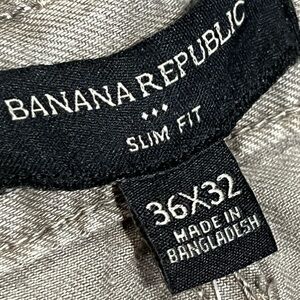 BANANA REPUBLIC
SLIM FIT
36X32
MADE IN
BANGLADESH